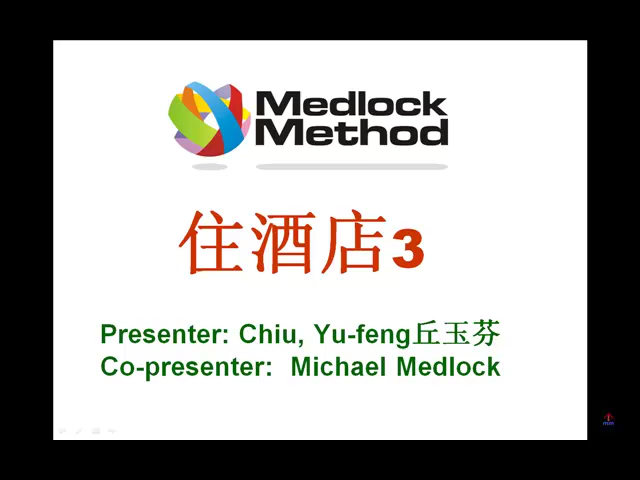 Medlock
Method
住酒店3
Presenter: Chiu, Yu-feng丘玉芬
Co-presenter: Michael Medlock